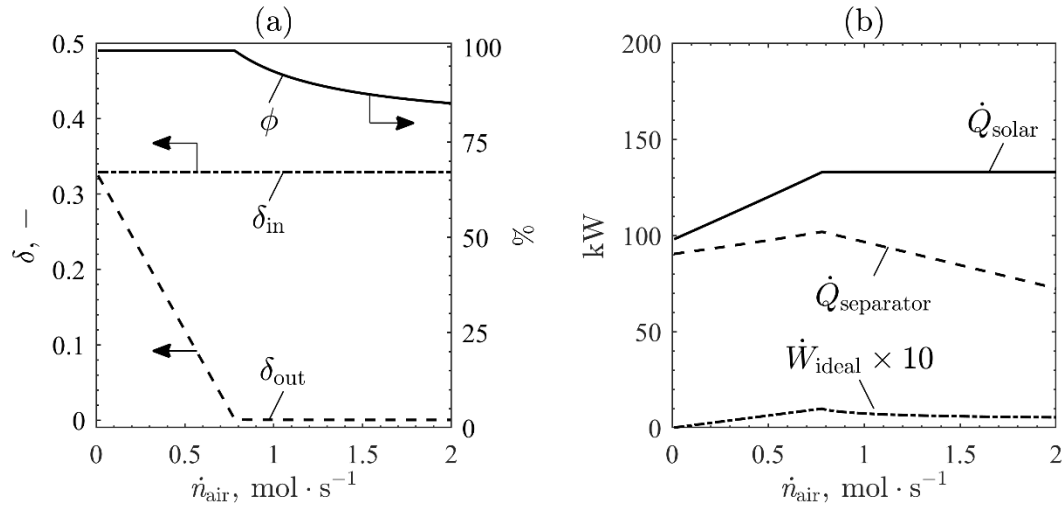 (a)
0.5
0.4
0.3
0.2
0.1
0
δ, −
100
75
50
25
0
%
ϕ
δin
δout
0
0.5
1
1.5
2
ṅair, mol · s−1
(b)
200
150
100
50
0
kW
Q̇solar
Q̇separator
Ẇideal × 10
0
0.5
1
1.5
2
ṅair, mol · s−1